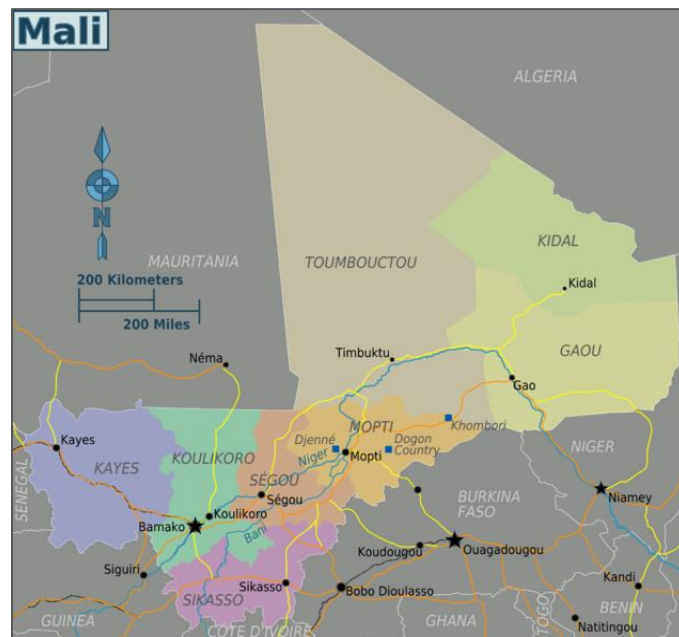 Mali
ALGERIA
N
MAURITANIA
TOUMBOUCTOU
KIDAL
200 Kilometers
Kidal
200 Miles
Timbuktu
Néma
GAOU
Gao
Khombori
MOPTI
Djenné
Dogon
Country
Kayes
KAYES
KOULIKORO
Niger
Mopti
NIGER
SENEGAL
SÉGOU
Ségou
BURKINA
FASO
Niamey
Koulikoro
Bamako
Bani
Koudougou
Ouagadougou
Siguiri
Sikasso
SIKASSO
Bobo Dioulasso
Kandi
GUINEA
CÔTE D'IVOIRE
GHANA
TOGO
BENIN
Natitingou